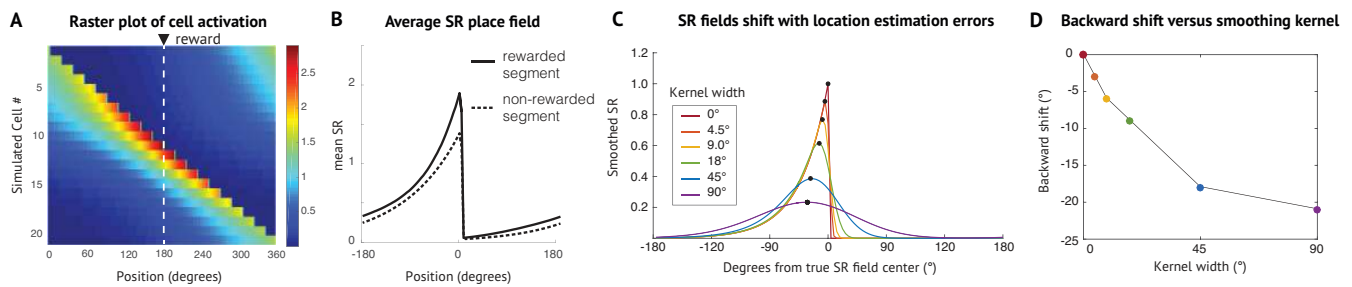 A
Raster plot of cell activation
reward
Simulated Cell #
5
10
15
20
0 60 120 180 240 300 360
Position (degrees)
2.5
2
1.5
1
0.5
B
Average SR place field
mean SR
2
1
0
-180 0 180
Position (degrees)
rewarded
segment
non-rewarded
segment
C
SR fields shift with location estimation errors
Smoothed SR
1.2
1.0
0.8
0.6
0.4
0.2
Kernel width
0°
4.5°
9.0°
18°
45°
90°
-180 -120 -90 0 90 120 180
Degrees from true SR field center (°)
D
Backward shift versus smoothing kernel
Backward shift (°)
0
-5
-10
-15
-20
-25
0 45 90
Kernel width (°)